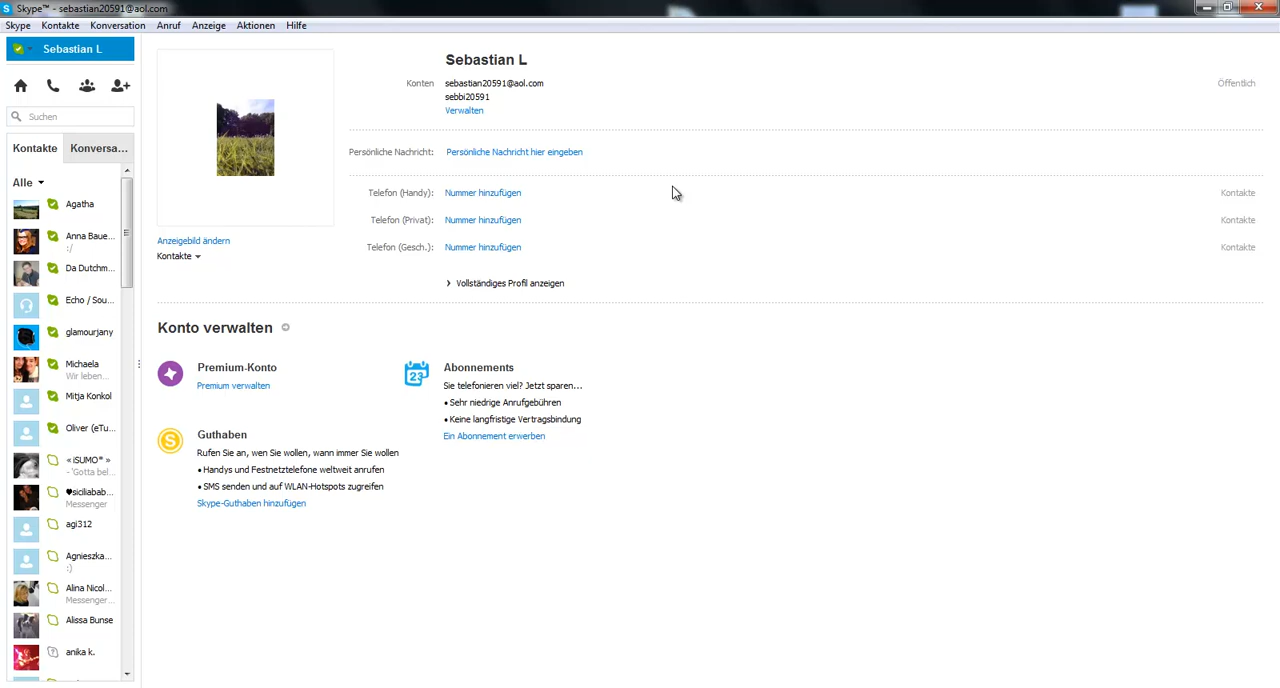 Skype™ - sebastian20591@aol.com
Skype Kontakte Konversation Anruf Anzeige Aktionen Hilfe
Sebastian L
Suchen
Kontakte Konversa...
Alle
Agatha
Anna Baue...
:/
Da Dutchm...
Echo / Sou...
glamourjany
Michaela
Wir leben...
Mitja Konkol
Oliver (eTu...
« iSUMO* »
- 'Gotta bel...
♥siciliabab...
Messenger
agi312
Agnieszka...
:)
Alina Nicol...
Messenger...
Alissa Bunse
anika k.
Anzeigebild ändern
Kontakte
Sebastian L
Konten sebastian20591@aol.com Öffentlich
sebbi20591
Verwalten
Persönliche Nachricht: Persönliche Nachricht hier eingeben
Telefon (Handy): Nummer hinzufügen Kontakte
Telefon (Privat): Nummer hinzufügen Kontakte
Telefon (Gesch.): Nummer hinzufügen Kontakte
Vollständiges Profil anzeigen
Konto verwalten
Premium-Konto
Premium verwalten
Guthaben
Rufen Sie an, wen Sie wollen, wann immer Sie wollen
• Handys und Festnetztelefone weltweit anrufen
• SMS senden und auf WLAN-Hotspots zugreifen
Skype-Guthaben hinzufügen
23
Abonnements
Sie telefonieren viel? Jetzt sparen...
• Sehr niedrige Anrufgebühren
• Keine langfristige Vertragsbindung
Ein Abonnement erwerben